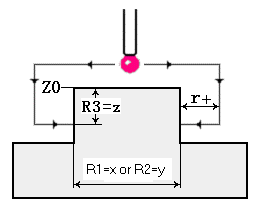 Z0
R3=z
r+
R1=x or R2=y